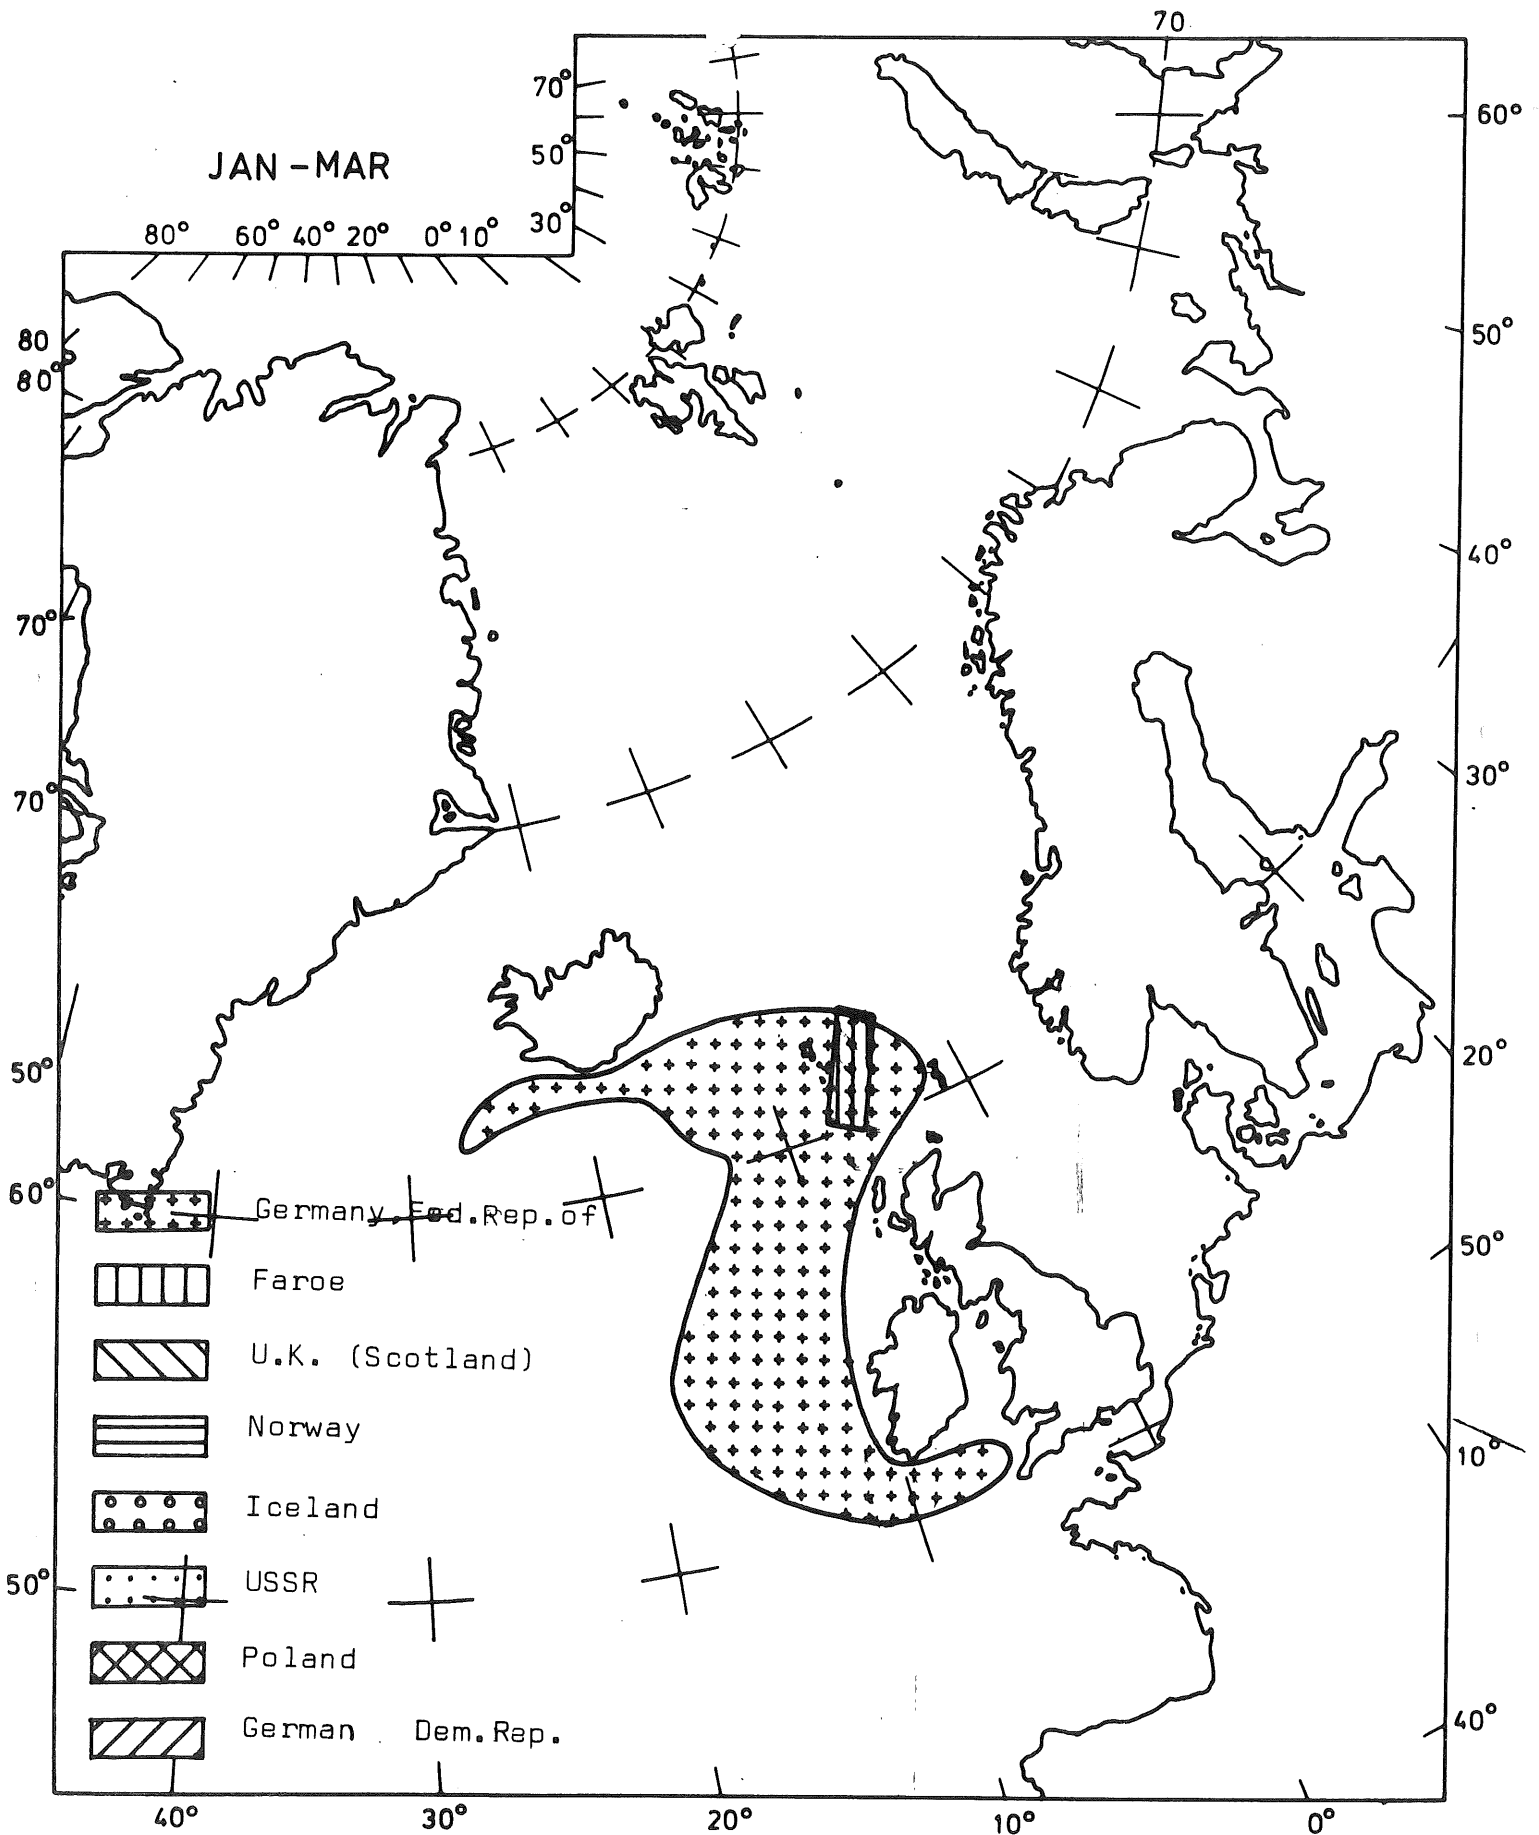 70
70°
60°
JAN-MAR
50°
30°
80° 60° 40° 20° 0° 10°
50°
80
80°
40°
70°
30°
70°
20°
50°
60°
Germany, Fed.Rep.of
50°
Faroe
U.K. (Scotland)
Norway
10°
Iceland
50°
USSR
Poland
40°
German Dem.Rep.
40° 30° 20° 10° 0°